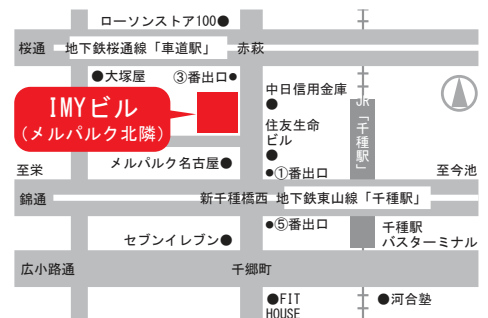 ローソンストア100●
桜通
地下鉄桜通線「車道駅」
赤萩
●大塚屋
③番出口●
中日信用金庫
●
IMYビル
(メルパルク北隣)
JR「千種駅」
住友生命
ビル
●
メルパルク名古屋●
●①番出口
至栄
至今池
錦通
新千種橋西
地下鉄東山線「千種駅」
●⑤番出口
千種駅
バスターミナル
セブンイレブン●
広小路通
千郷町
●FIT
HOUSE
●河合塾